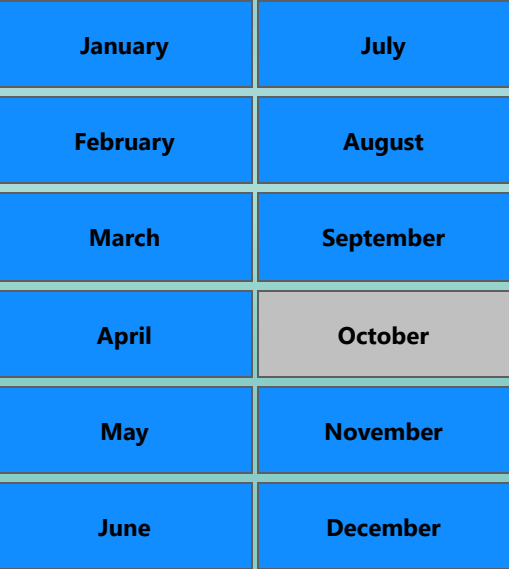 January
July
February
August
March
September
April
October
May
November
June
December